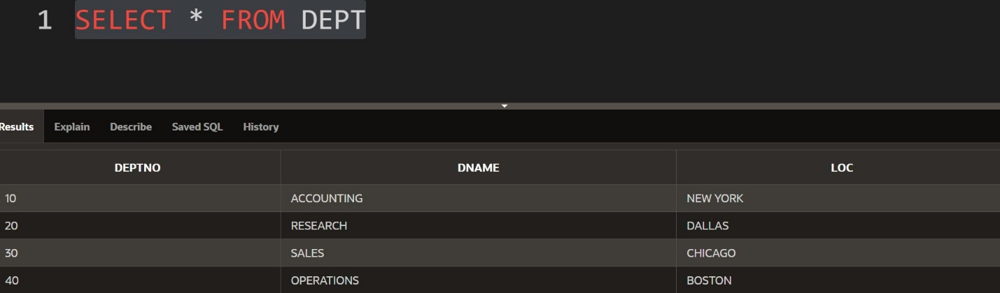 1 SELECT * FROM DEPT
Results Explain Describe Saved SQL History
DEPTNO DNAME LOC
10 ACCOUNTING NEW YORK
20 RESEARCH DALLAS
30 SALES CHICAGO
40 OPERATIONS BOSTON